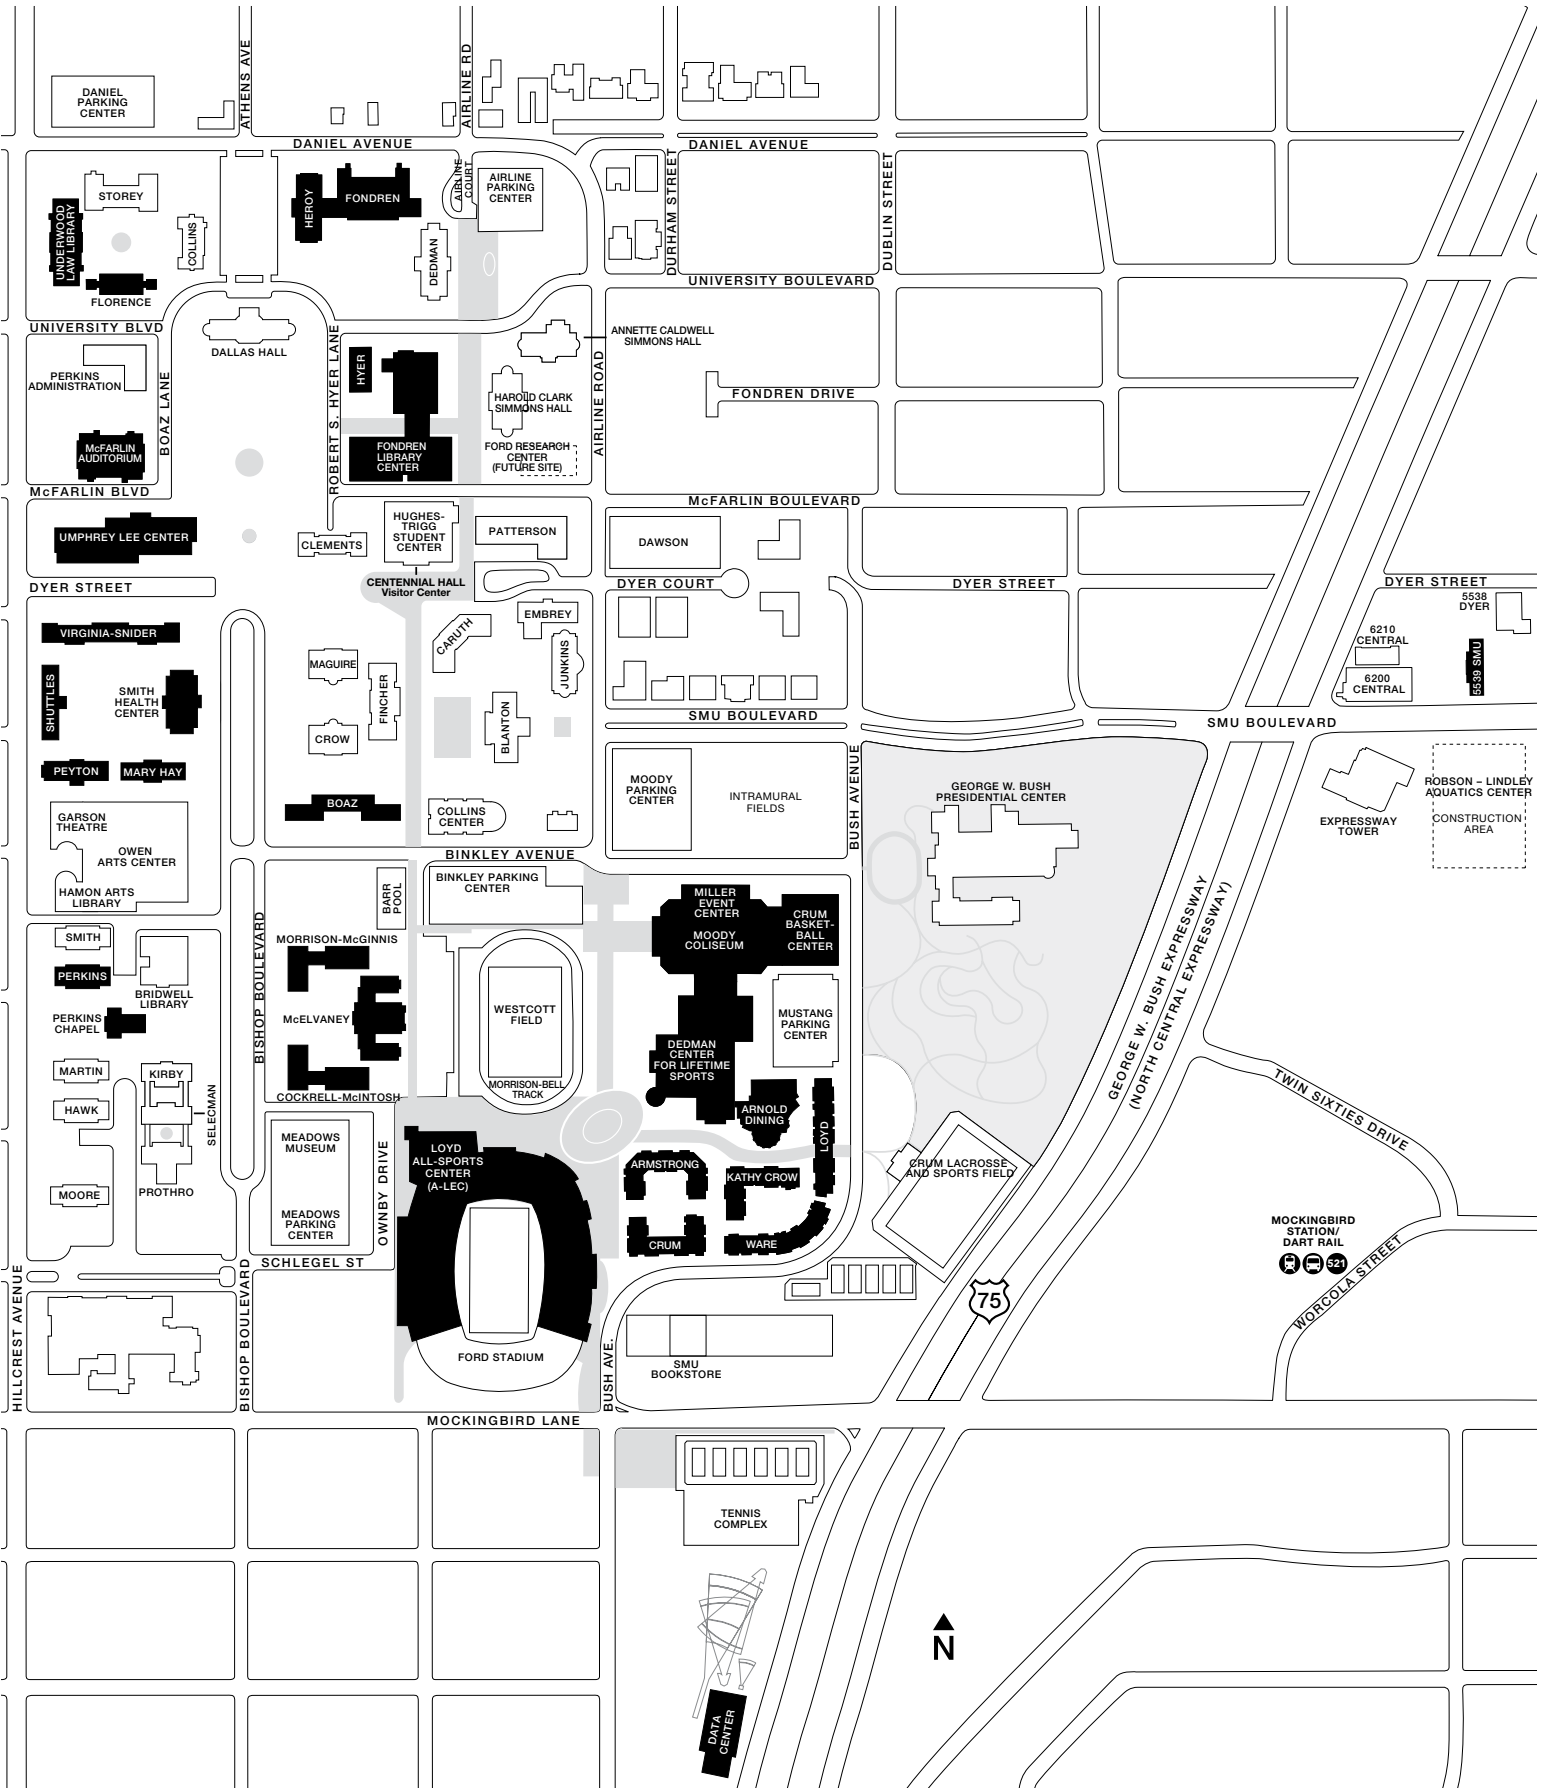 ATHENS AVE
AIRLINE RD
DANIEL
PARKING
CENTER
DANIEL AVENUE
DANIEL AVENUE
STOREY
HEROY
FONDREN
AIRLINE
COURT
AIRLINE
PARKING
CENTER
DURHAM STREET
DUBLIN STREET
UNDERWOOD
LAW LIBRARY
COLLINS
DEDMAN
FLORENCE
UNIVERSITY BOULEVARD
UNIVERSITY BLVD
DALLAS HALL
ANNETTE CALDWELL
SIMMONS HALL
PERKINS
ADMINISTRATION
BOAZ LANE
ROBERT S. HYER LANE
HYER
HAROLD CLARK
SIMMONS HALL
AIRLINE ROAD
FONDREN DRIVE
McFARLIN
AUDITORIUM
FONDREN
LIBRARY
CENTER
FORD RESEARCH
CENTER
(FUTURE SITE)
McFARLIN BLVD
McFARLIN BOULEVARD
UMPHREY LEE CENTER
CLEMENTS
HUGHES-
TRIGG
STUDENT
CENTER
PATTERSON
DAWSON
CENTENNIAL HALL
Visitor Center
DYER STREET
DYER COURT
DYER STREET
DYER STREET
5538
DYER
VIRGINIA-SNIDER
CARUTH
EMBREY
JUNKINS
MAGUIRE
FINCHER
6210
CENTRAL
6200
CENTRAL
5539 SMU
SHUTTLES
SMITH
HEALTH
CENTER
CROW
BLANTON
SMU BOULEVARD
SMU BOULEVARD
PEYTON
MARY HAY
BOAZ
COLLINS
CENTER
MOODY
PARKING
CENTER
INTRAMURAL
FIELDS
BUSH AVENUE
GEORGE W. BUSH
PRESIDENTIAL CENTER
EXPRESSWAY
TOWER
ROBSON – LINDLEY
AQUATICS CENTER
CONSTRUCTION
AREA
GARSON
THEATRE
OWEN
ARTS CENTER
HAMON ARTS
LIBRARY
BINKLEY AVENUE
BINKLEY PARKING
CENTER
BARR
POOL
MILLER
EVENT
CENTER
MOODY
COLISEUM
CRUM
BASKET-
BALL
CENTER
SMITH
PERKINS
BRIDWELL
LIBRARY
PERKINS
CHAPEL
BISHOP BOULEVARD
MORRISON-McGINNIS
McELVANEY
COCKRELL-McINTOSH
WESTCOTT
FIELD
MORRISON-BELL
TRACK
MUSTANG
PARKING
CENTER
DEDMAN
CENTER
FOR LIFETIME
SPORTS
GEORGE W. BUSH EXPRESSWAY
(NORTH CENTRAL EXPRESSWAY)
TWIN SIXTIES DRIVE
MARTIN
KIRBY
HAWK
SELECMAN
ARNOLD
DINING
LOYD
MEADOWS
MUSEUM
OWNBY DRIVE
LOYD
ALL-SPORTS
CENTER
(A-LEC)
ARMSTRONG
KATHY CROW
CRUM LACROSSE
AND SPORTS FIELD
MOORE
PROTHRO
MEADOWS
PARKING
CENTER
CRUM
WARE
MOCKINGBIRD
STATION/
DART RAIL
521
WORCOLA STREET
SCHLEGEL ST
HILLCREST AVENUE
BISHOP BOULEVARD
75
FORD STADIUM
BUSH AVE.
SMU
BOOKSTORE
MOCKINGBIRD LANE
TENNIS
COMPLEX
N
DATA
CENTER